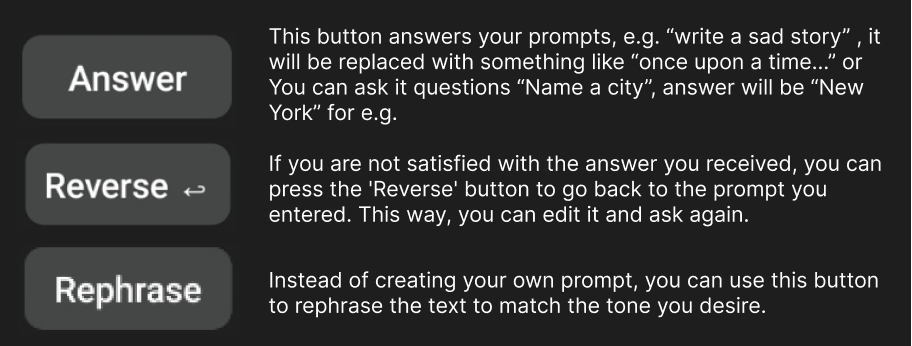 Answer
This button answers your prompts, e.g. “write a sad story” , it
will be replaced with something like “once upon a time...” or
You can ask it questions “Name a city”, answer will be “New
York” for e.g.
Reverse ↩
If you are not satisfied with the answer you received, you can
press the 'Reverse' button to go back to the prompt you
entered. This way, you can edit it and ask again.
Rephrase
Instead of creating your own prompt, you can use this button
to rephrase the text to match the tone you desire.